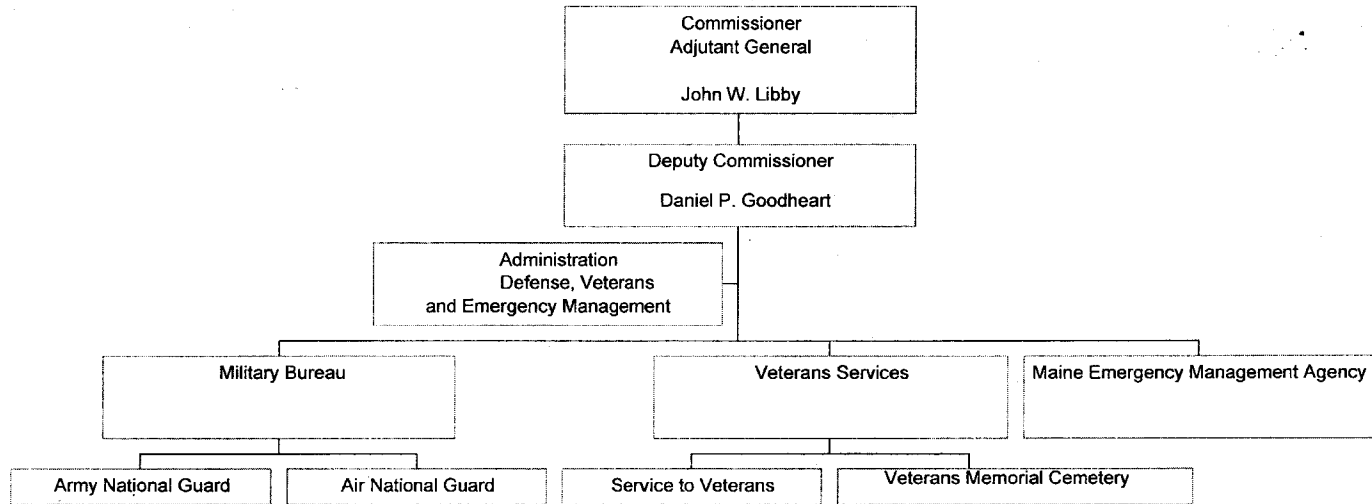 Commissioner
Adjutant General
John W. Libby
Deputy Commissioner
Daniel P. Goodheart
Administration
Defense, Veterans
and Emergency Management
Military Bureau
Veterans Services
Maine Emergency Management Agency
Army National Guard
Air National Guard
Service to Veterans
Veterans Memorial Cemetery